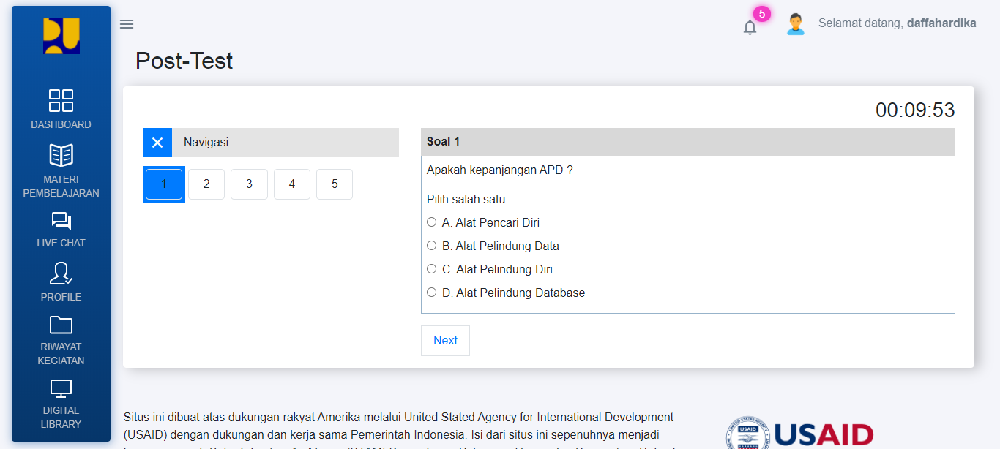 5
Selamat datang, daffahardika
Post-Test
DASHBOARD
MATERI
PEMBELAJARAN
LIVE CHAT
PROFILE
RIWAYAT
KEGIATAN
DIGITAL
LIBRARY
00:09:53
Navigasi
1 2 3 4 5
Soal 1
Apakah kepanjangan APD ?
Pilih salah satu:
A. Alat Pencari Diri
B. Alat Pelindung Data
C. Alat Pelindung Diri
D. Alat Pelindung Database
Next
Situs ini dibuat atas dukungan rakyat Amerika melalui United Stated Agency for International Development
(USAID) dengan dukungan dan kerja sama Pemerintah Indonesia. Isi dari situs ini sepenuhnya menjadi
USAID
USAID